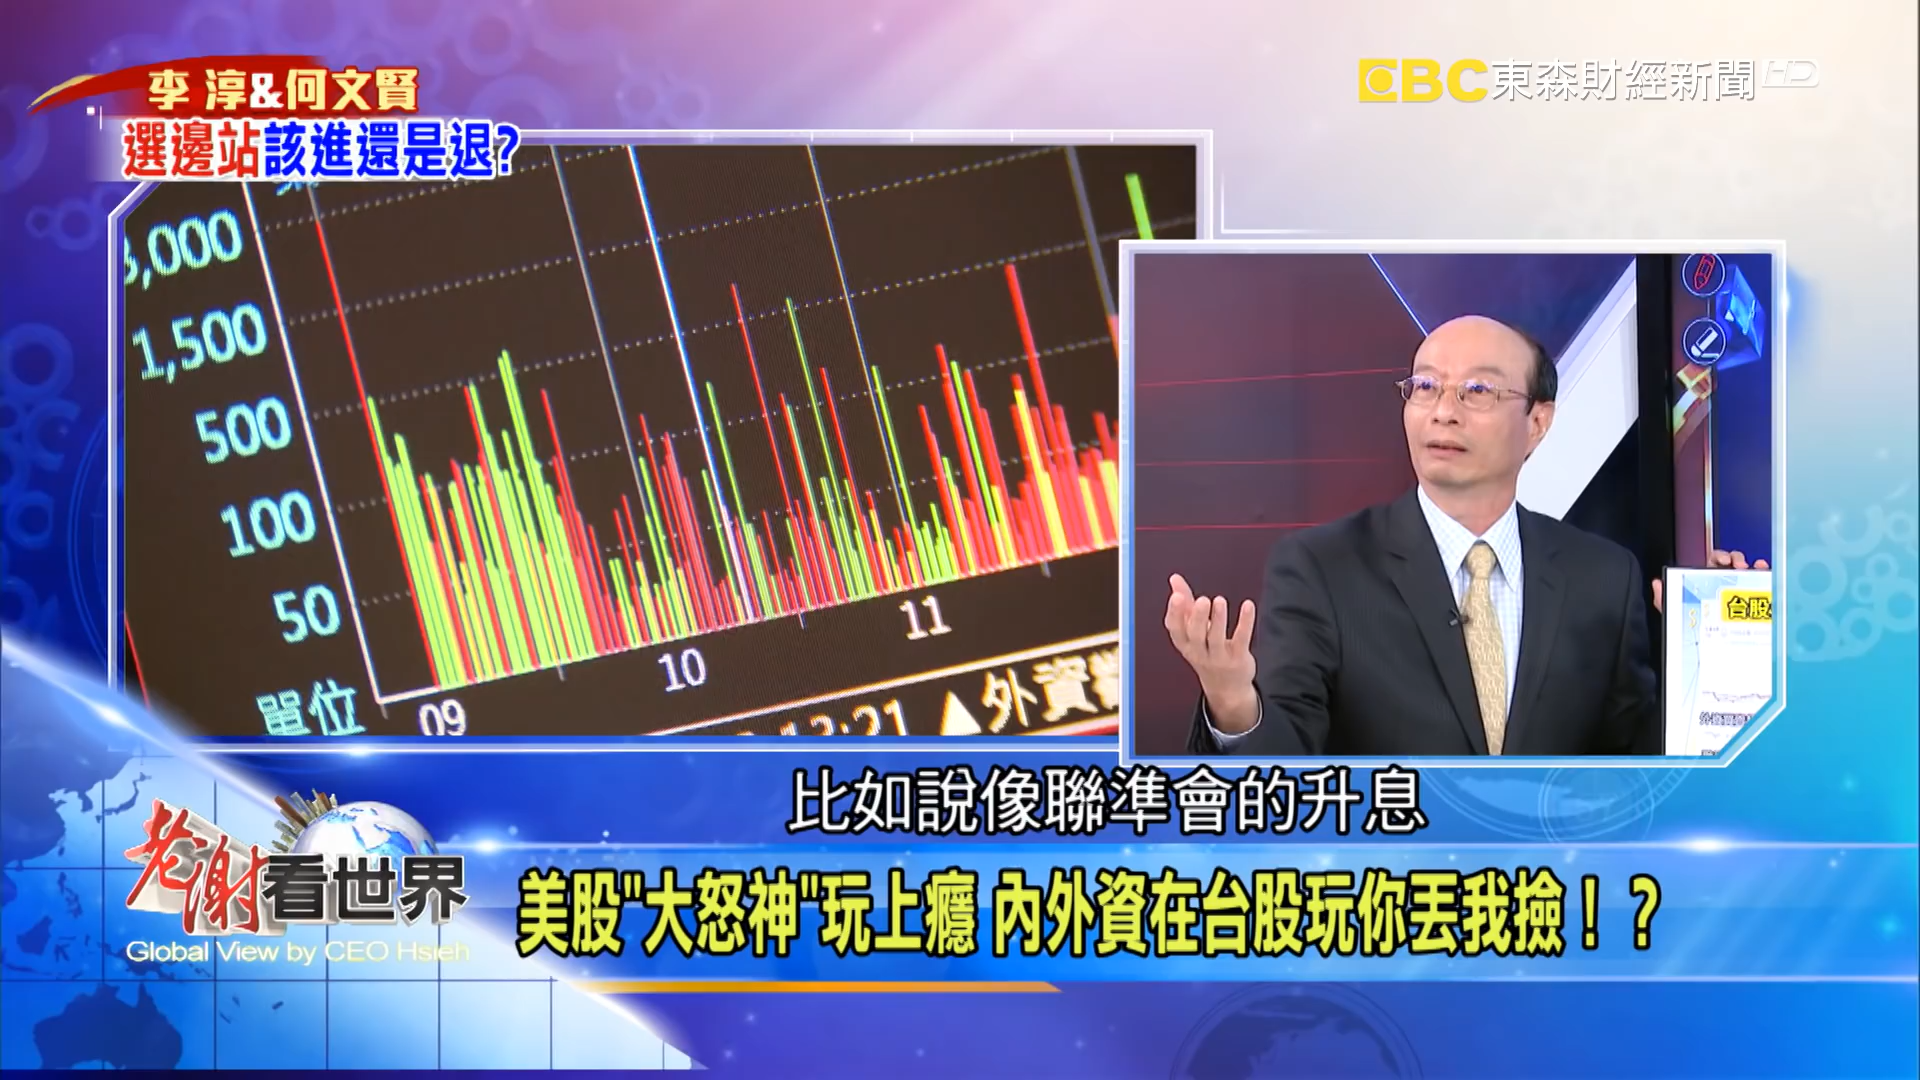 李 淳&何文賢
選邊站該進還是退?
EBC東森財經新聞HD
3,000
1,500
500
100
50
單位
09
10
11
13:21 ▲外資
台股
比如說像聯準會的升息
老謝看世界
Global View by CEO Hsieh
美股"大怒神"玩上癮 內外資在台股玩你丟我撿！？